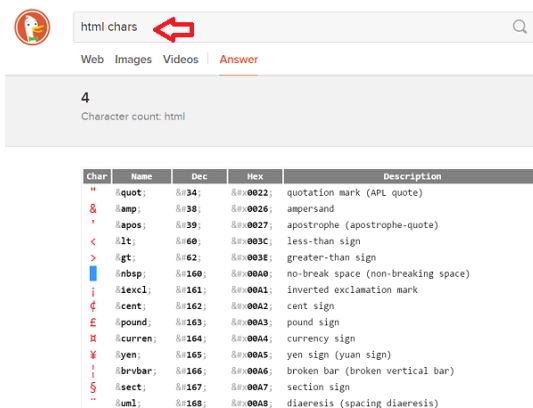 html chars
Web Images Videos Answer
4
Character count: html
Char Name Dec Hex Description
" &quot; &#34; &#x0022; quotation mark (APL quote)
& &amp; &#38; &#x0026; ampersand
' &apos; &#39; &#x0027; apostrophe (apostrophe-quote)
< &lt; &#60; &#x003C; less-than sign
> &gt; &#62; &#x003E; greater-than sign
&nbsp; &#160; &#x00A0; no-break space (non-breaking space)
¡ &iexcl; &#161; &#x00A1; inverted exclamation mark
¢ &cent; &#162; &#x00A2; cent sign
£ &pound; &#163; &#x00A3; pound sign
¤ &curren; &#164; &#x00A4; currency sign
¥ &yen; &#165; &#x00A5; yen sign (yuan sign)
¦ &brvbar; &#166; &#x00A6; broken bar (broken vertical bar)
§ &sect; &#167; &#x00A7; section sign
¨ &uml; &#168; &#x00A8; diaeresis (spacing diaeresis)